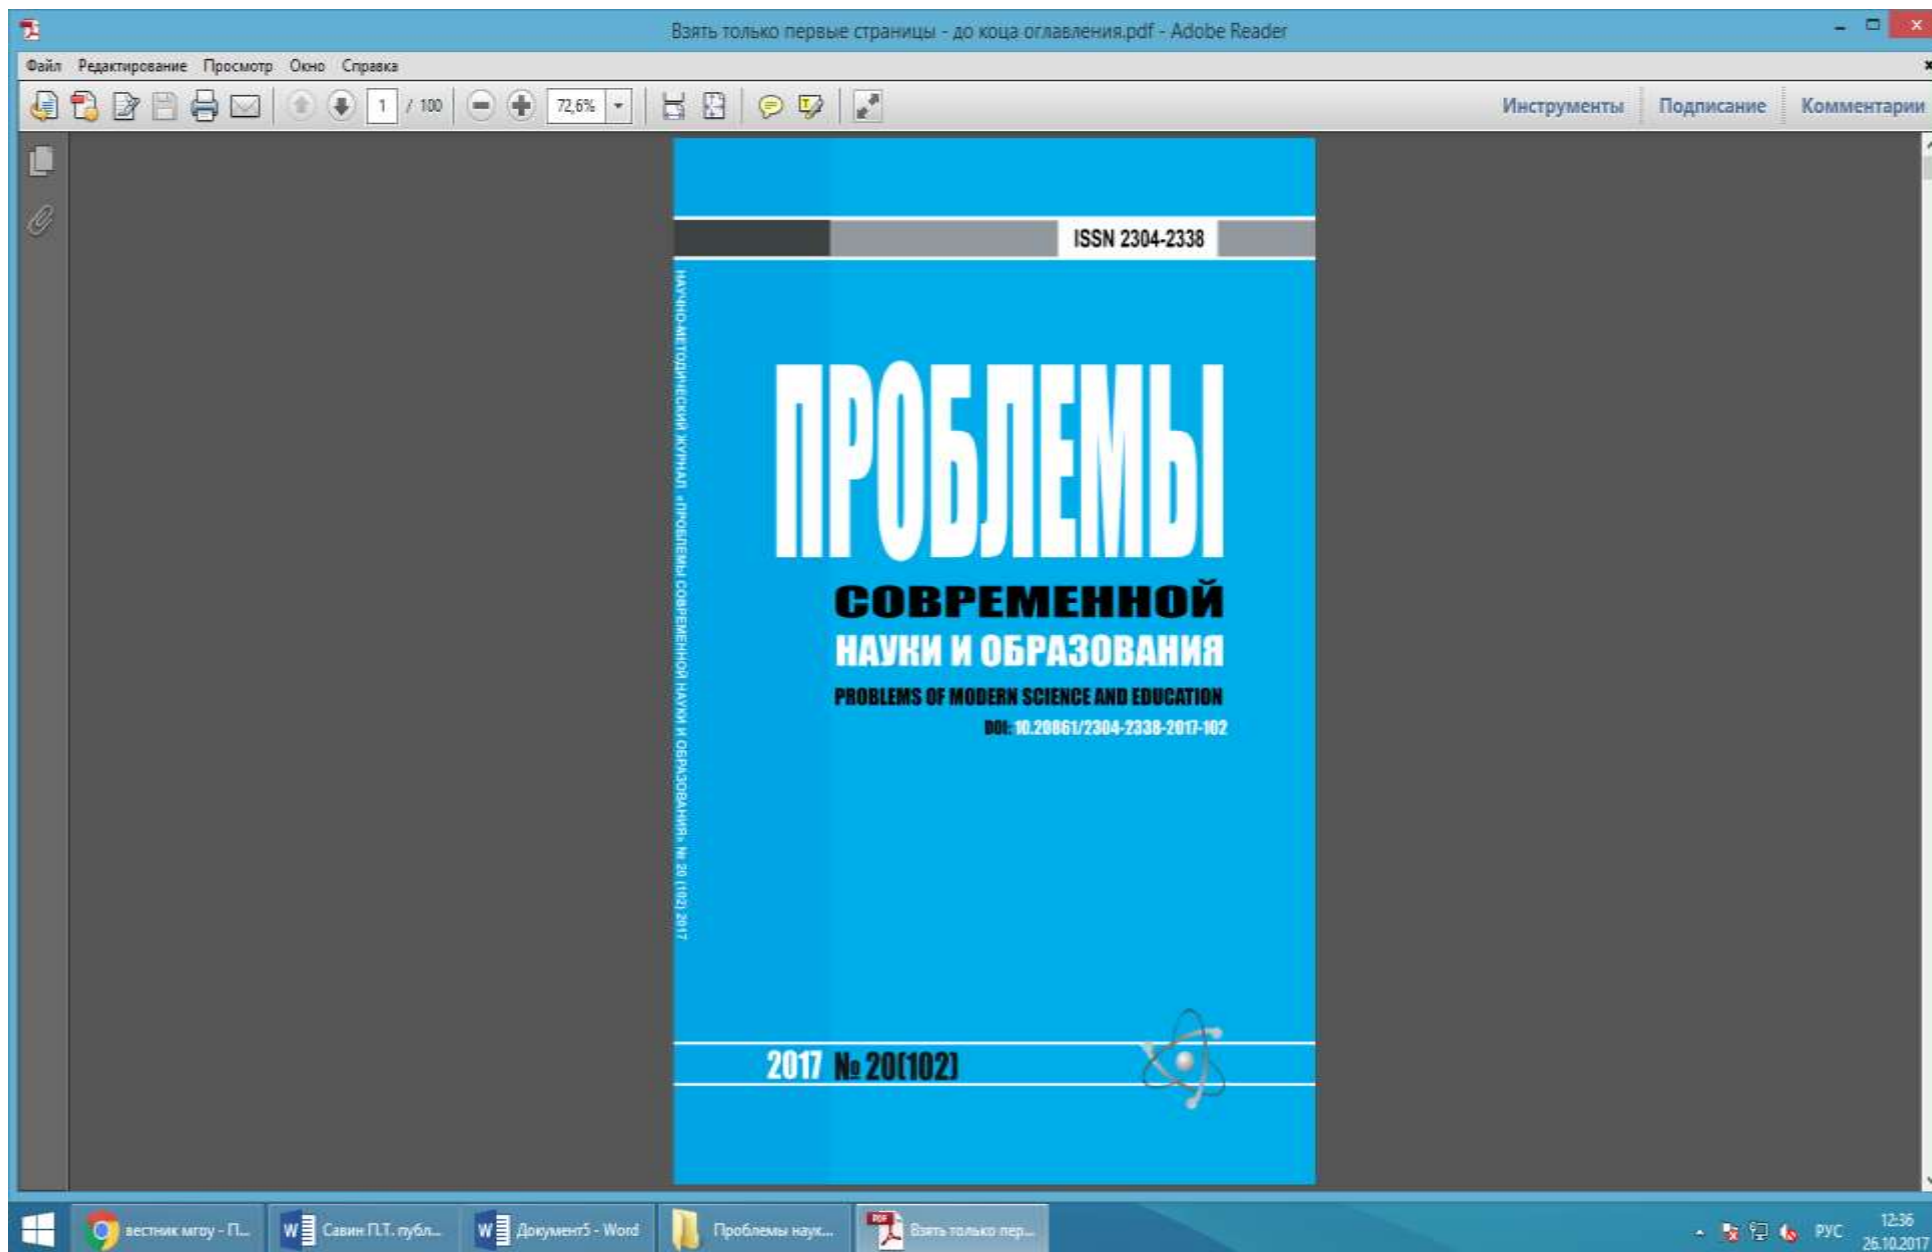 Взять только первые страницы - до коца оглавления.pdf - Adobe Reader
Файл Редактирование Просмотр Окно Справка
1 / 100 72,6% Инструменты Подписание Комментарии
ISSN 2304-2338
НАУЧНО-МЕТОДИЧЕСКИЙ ЖУРНАЛ «ПРОБЛЕМЫ СОВРЕМЕННОЙ НАУКИ И ОБРАЗОВАНИЯ» № 20 (102) 2017
ПРОБЛЕМЫ
СОВРЕМЕННОЙ
НАУКИ И ОБРАЗОВАНИЯ
PROBLEMS OF MODERN SCIENCE AND EDUCATION
DOI: 10.20861/2304-2338-2017-102
2017 № 20(102)
вестник мгоу - П... Савин П.Т. публ... Документ5 - Word Проблемы наук... Взять только пер... РУС 12:36
26.10.2017